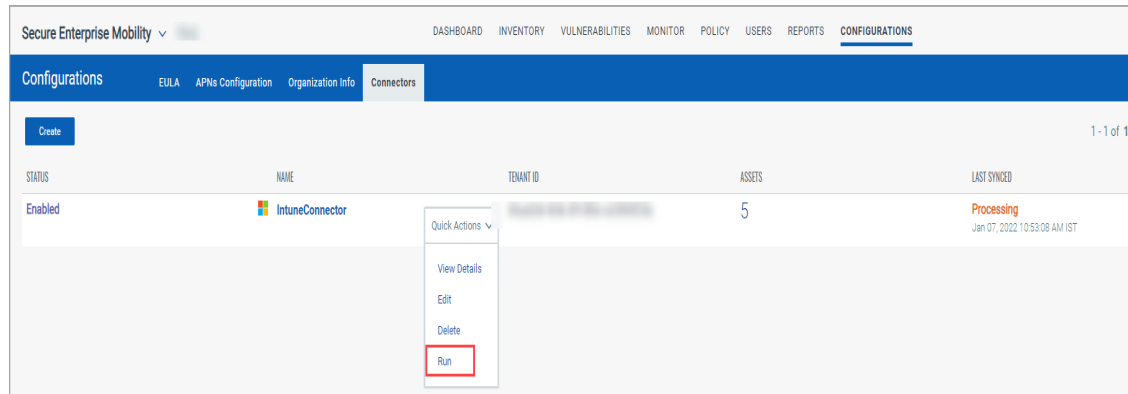 Secure Enterprise Mobility
DASHBOARD INVENTORY VULNERABILITIES MONITOR POLICY USERS REPORTS CONFIGURATIONS
Configurations EULA APNs Configuration Organization Info Connectors
Create
1 - 1 of 1
STATUS NAME TENANT ID ASSETS LAST SYNCED
Enabled IntuneConnector 5 Processing
Quick Actions
Jan 07, 2022 10:53:08 AM IST
View Details
Edit
Delete
Run